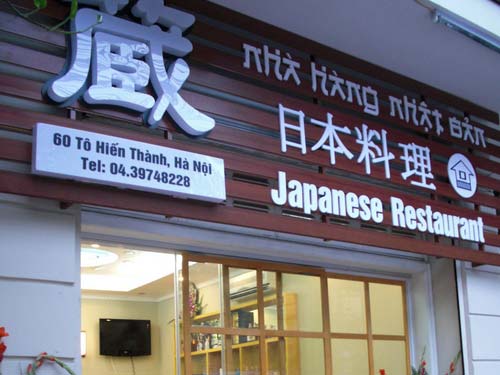 蔵
NHÀ HÀNG NHẬT BẢN
日本料理
Japanese Restaurant
60 Tô Hiến Thành, Hà Nội
Tel: 04.39748228